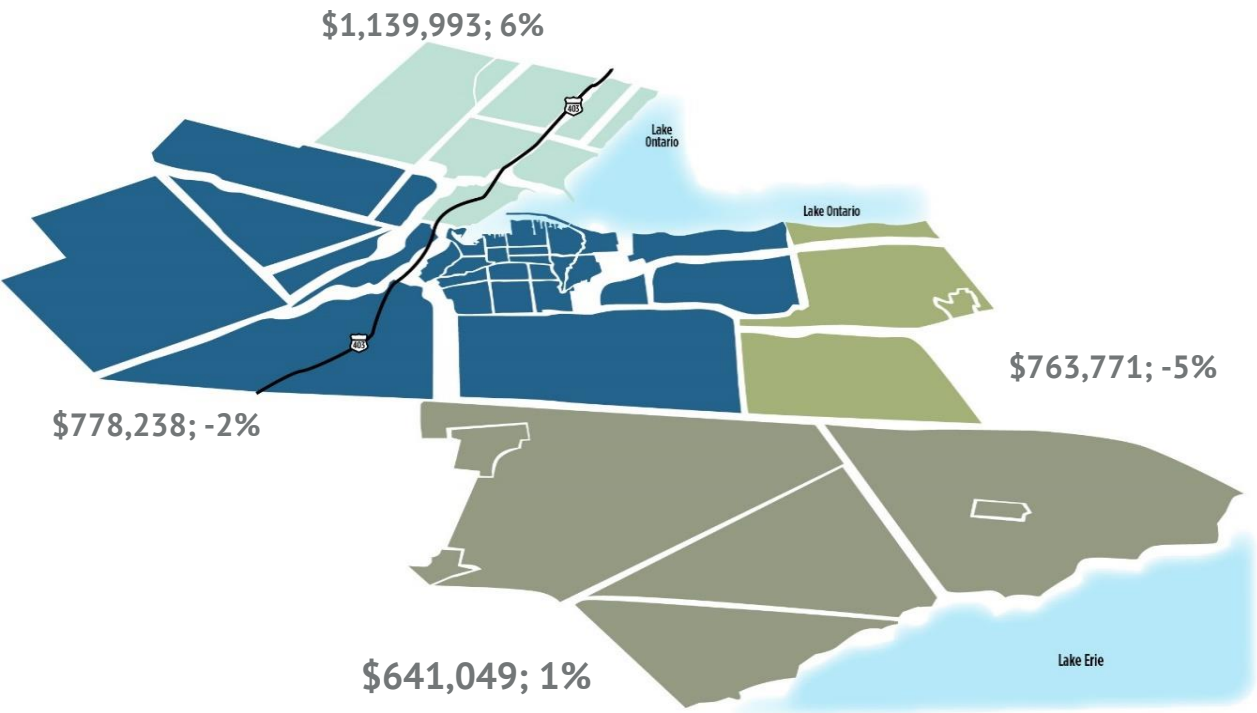 $1,139,993; 6%
403
Lake
Ontario
Lake Ontario
403
$763,771; -5%
$778,238; -2%
$641,049; 1%
Lake Erie